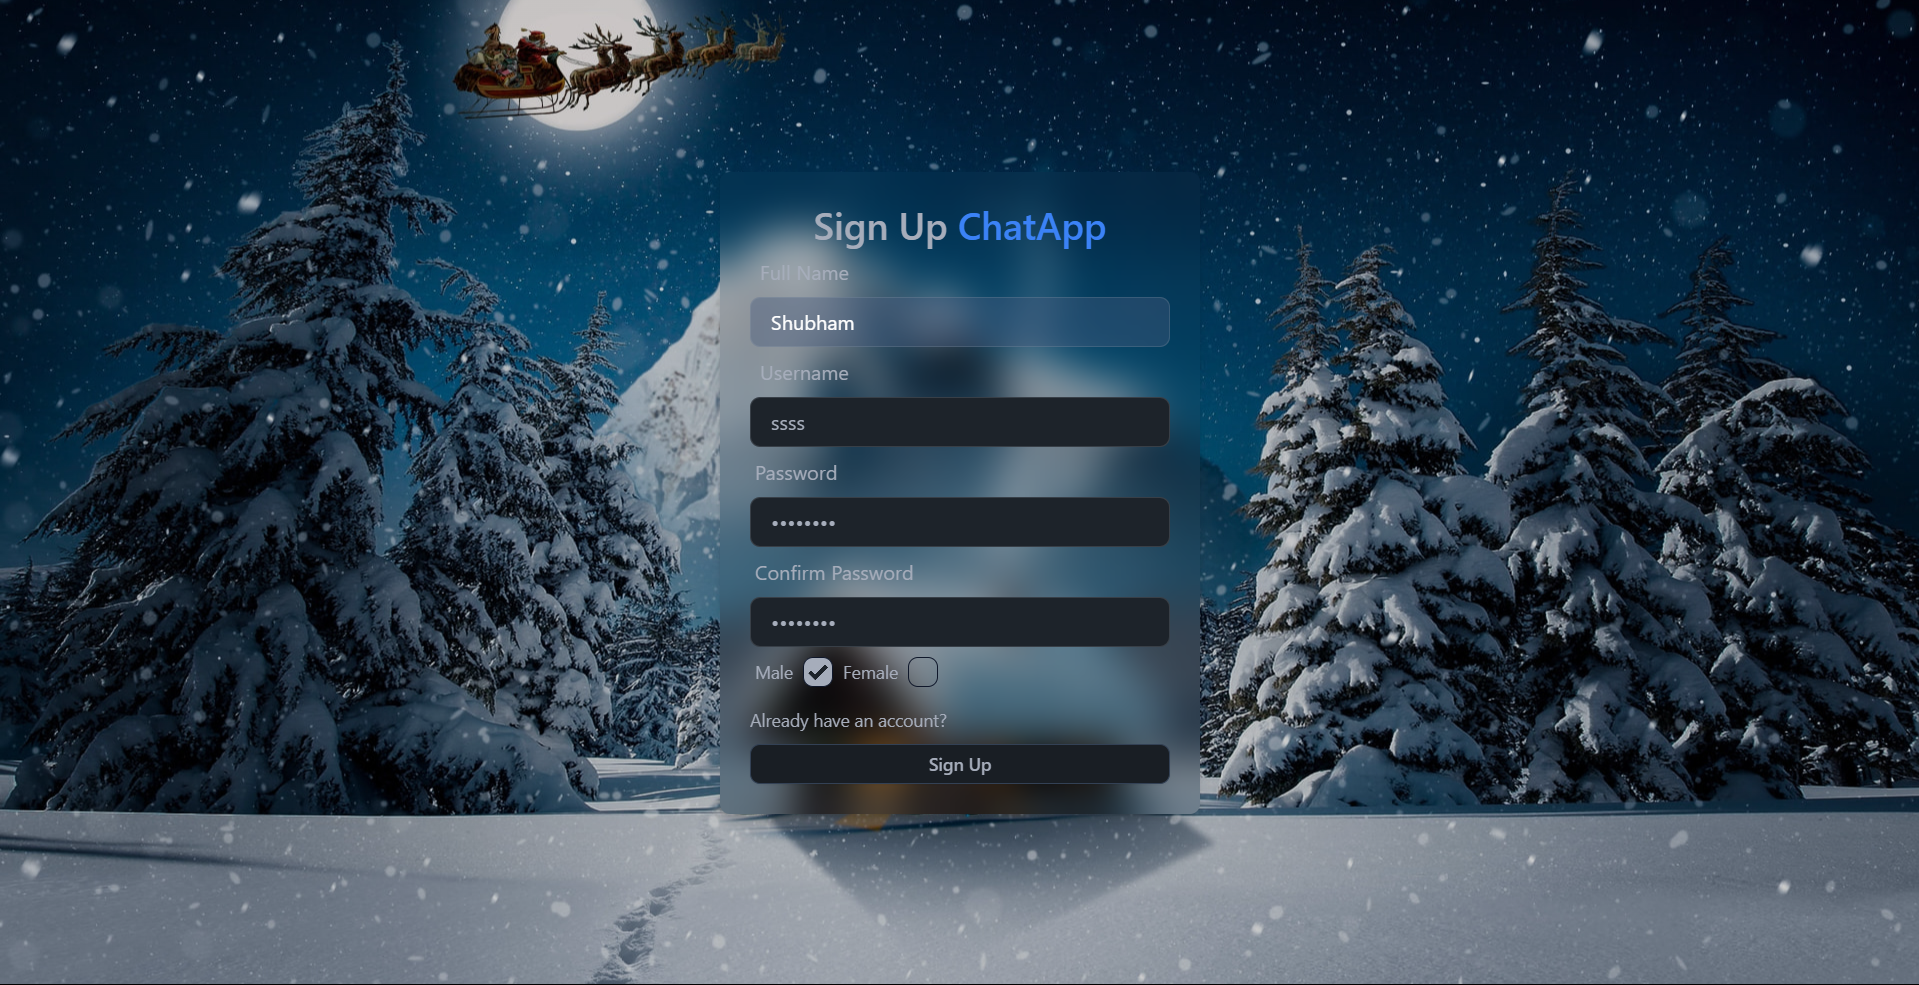 Sign Up ChatApp
Full Name
Shubham
Username
ssss
Password
••••••••
Confirm Password
••••••••
Male Female
Already have an account?
Sign Up